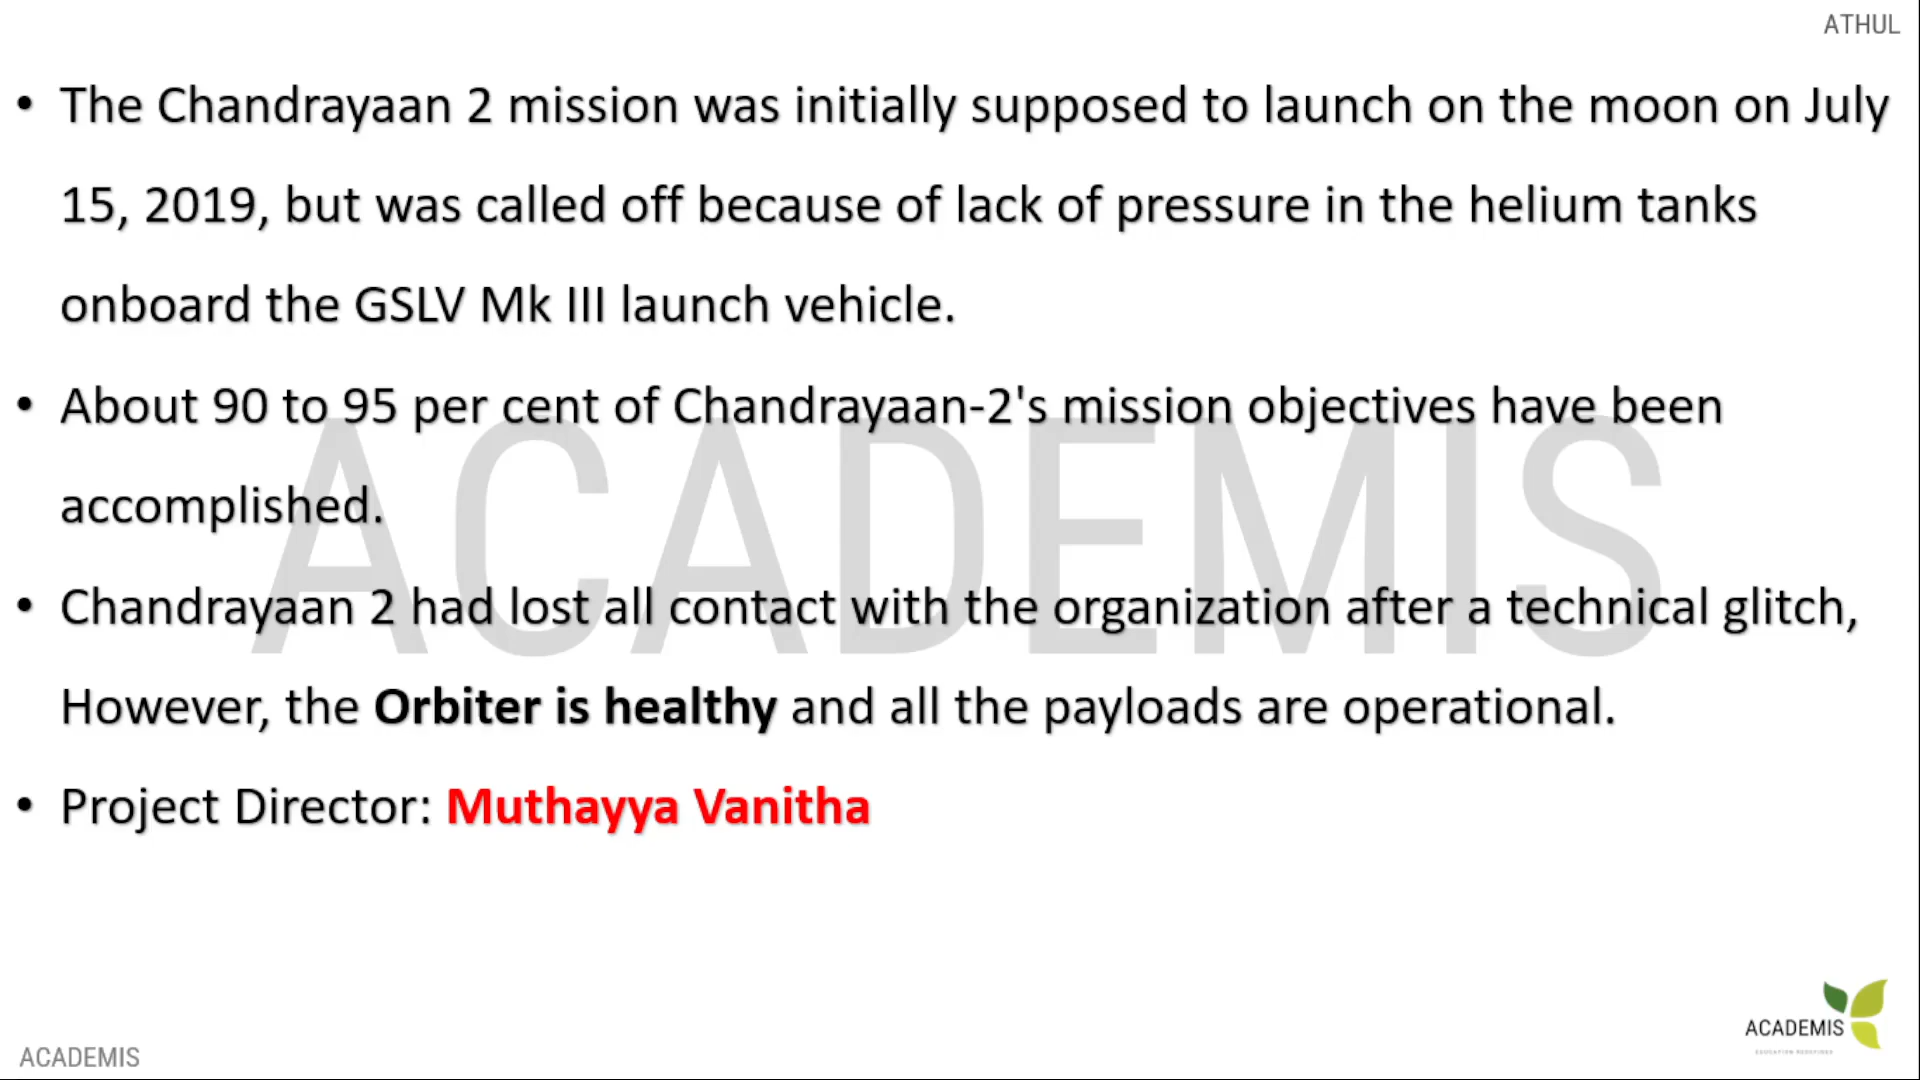 ATHUL
• The Chandrayaan 2 mission was initially supposed to launch on the moon on July
15, 2019, but was called off because of lack of pressure in the helium tanks
onboard the GSLV Mk III launch vehicle.
• About 90 to 95 per cent of Chandrayaan-2's mission objectives have been
accomplished.
ACADEMIS
• Chandrayaan 2 had lost all contact with the organization after a technical glitch,
However, the Orbiter is healthy and all the payloads are operational.
• Project Director: Muthayya Vanitha
ACADEMIS
EDUCATION REDEFINED
ACADEMIS